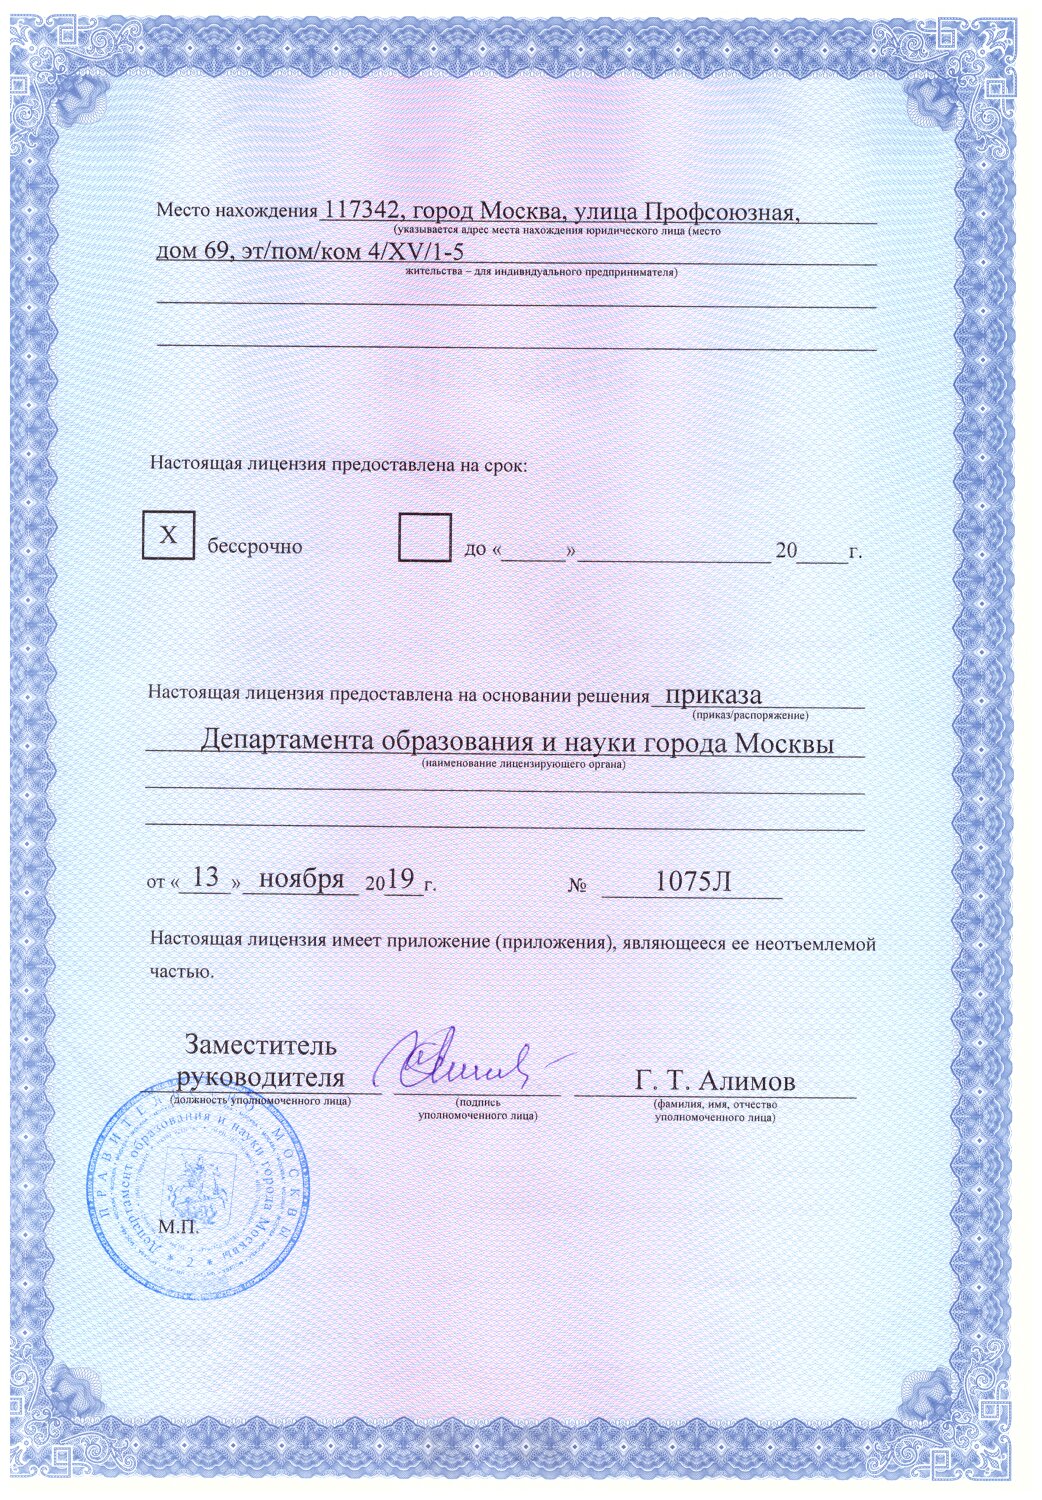 Место нахождения 117342, город Москва, улица Профсоюзная,
(указывается адрес места нахождения юридического лица (место
дом 69, эт/пом/ком 4/XV/1-5
жительства – для индивидуального предпринимателя)
Настоящая лицензия предоставлена на срок:
X бессрочно до «______»__________________ 20_____г.
Настоящая лицензия предоставлена на основании решения приказа
(приказ/распоряжение)
Департамента образования и науки города Москвы
(наименование лицензирующего органа)
от « 13 » ноября 2019 г. № 1075Л
Настоящая лицензия имеет приложение (приложения), являющееся ее неотъемлемой
частью.
Заместитель
руководителя Г. Т. Алимов
(должность уполномоченного лица) (подпись (фамилия, имя, отчество
уполномоченного лица) уполномоченного лица)
ПРАВИТЕЛ МОСКВЫ
Департамент образования и науки города Москвы
* 2 *
М.П.